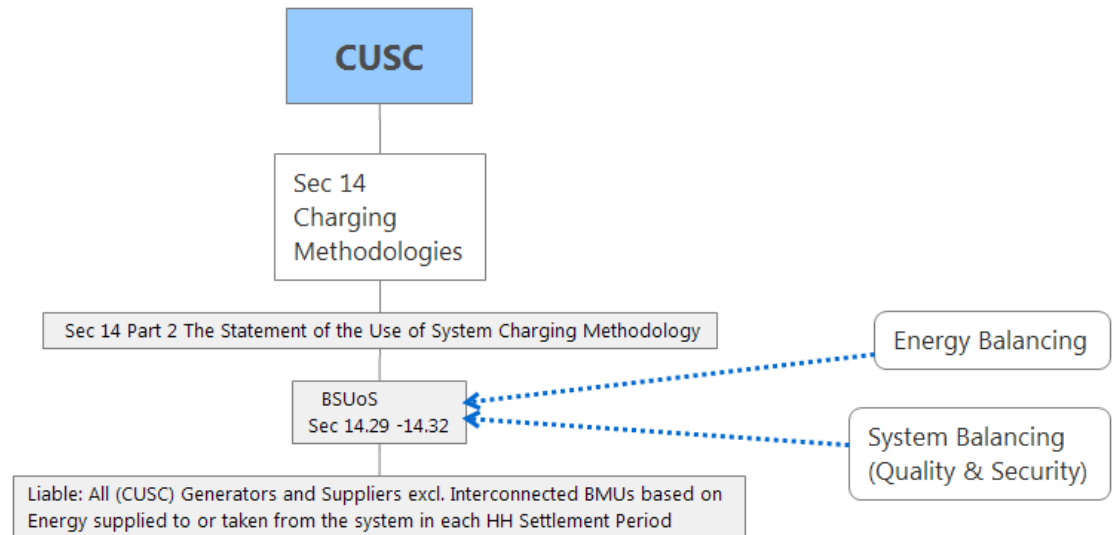 CUSC
Sec 14
Charging
Methodologies
Sec 14 Part 2 The Statement of the Use of System Charging Methodology
Energy Balancing
BSUoS
Sec 14.29 -14.32
System Balancing
(Quality & Security)
Liable: All (CUSC) Generators and Suppliers excl. Interconnected BMUs based on
Energy supplied to or taken from the system in each HH Settlement Period